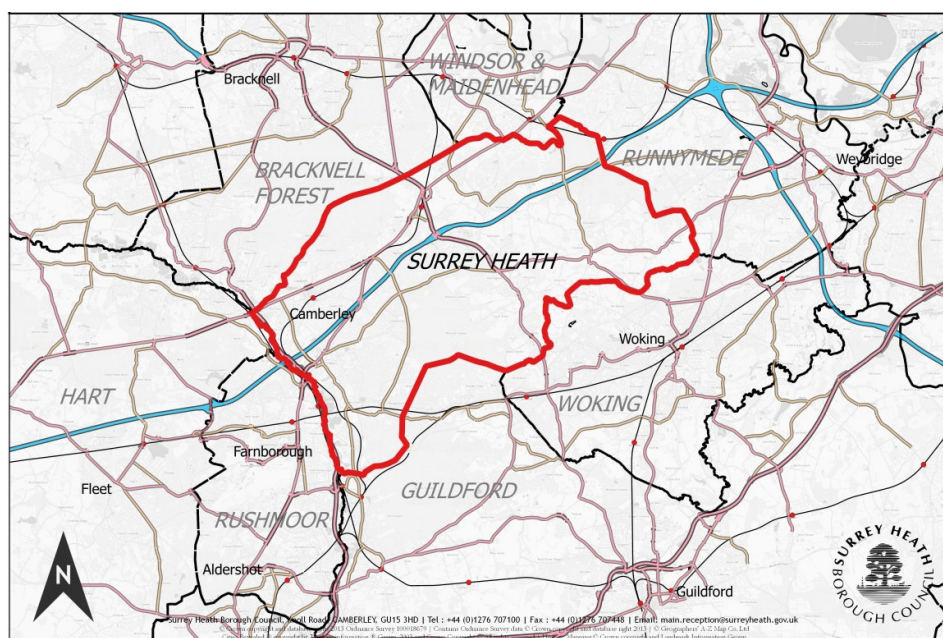 WINDSOR &
MAIDENHEAD
Bracknell
BRACKNELL
FOREST
RUNNYMEDE
Weybridge
SURREY HEATH
Camberley
Woking
HART
WOKING
Farnborough
Fleet
GUILDFORD
RUSHMOOR
Aldershot
Guildford
N
SURREY HEATH
BOROUGH COUNCIL
Surrey Heath Borough Council, Knoll Road, CAMBERLEY, GU15 3HD | Tel : +44 (0)1276 707100 | Fax : +44 (0)1276 707448 | Email: main.reception@surreyheath.gov.uk